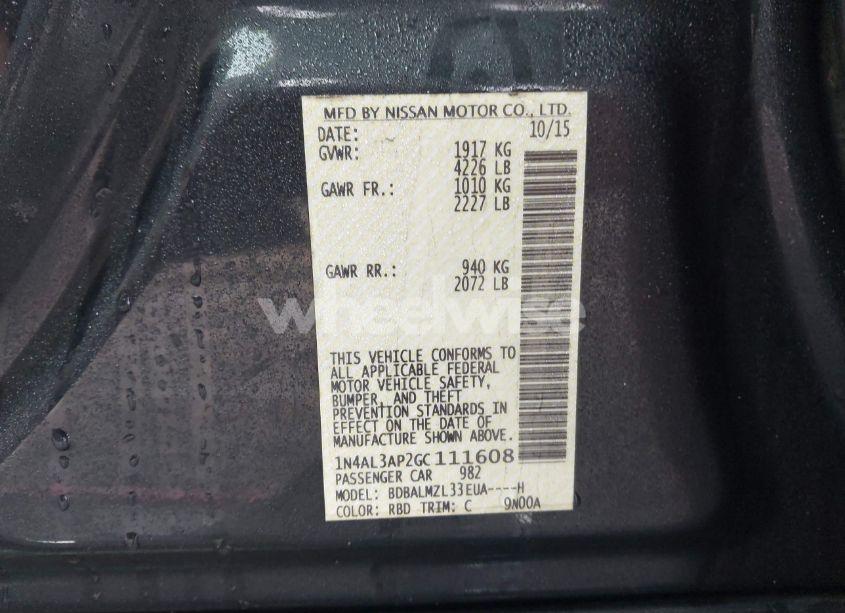 MFD BY NISSAN MOTOR CO., LTD.
DATE: 10/15
GVWR: 1917 KG
4226 LB
GAWR FR.: 1010 KG
2227 LB
GAWR RR.: 940 KG
2072 LB
wheelwise
THIS VEHICLE CONFORMS TO
ALL APPLICABLE FEDERAL
MOTOR VEHICLE SAFETY,
BUMPER, AND THEFT
PREVENTION STANDARDS IN
EFFECT ON THE DATE OF
MANUFACTURE SHOWN ABOVE.
1N4AL3AP2GC111608
PASSENGER CAR 982
MODEL: BDBALMZL33EUA----H
COLOR: RBD TRIM: C 9N00A